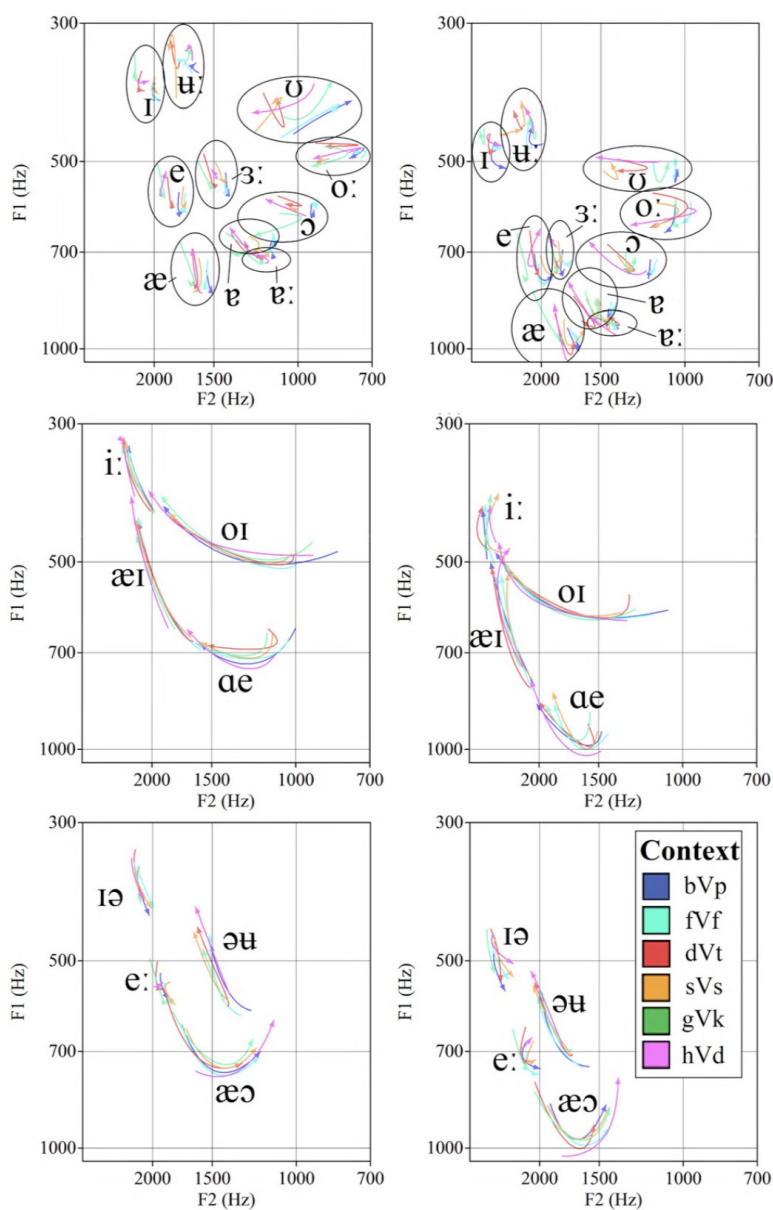 300
500
700
1000
F1 (Hz)
2000
1500
1000
700
F2 (Hz)
ɪ
ʉː
ʊ
oː
e
ɜː
ɔ
æ
ɐ
ɐː
300
500
700
1000
F1 (Hz)
2000
1500
1000
700
F2 (Hz)
ɪ
ʉː
ʊ
oː
e
ɜː
ɔ
ɐ
æ
ɐː
300
500
700
1000
F1 (Hz)
2000
1500
1000
700
F2 (Hz)
iː
oɪ
æɪ
ɑe
300
500
700
1000
F1 (Hz)
2000
1500
1000
700
F2 (Hz)
iː
oɪ
æɪ
ɑe
300
500
700
1000
F1 (Hz)
2000
1500
1000
700
F2 (Hz)
ɪə
əʉ
eː
æɔ
300
500
700
1000
F1 (Hz)
2000
1500
1000
700
F2 (Hz)
ɪə
əʉ
eː
æɔ
Context
bVp
fVf
dVt
sVs
gVk
hVd